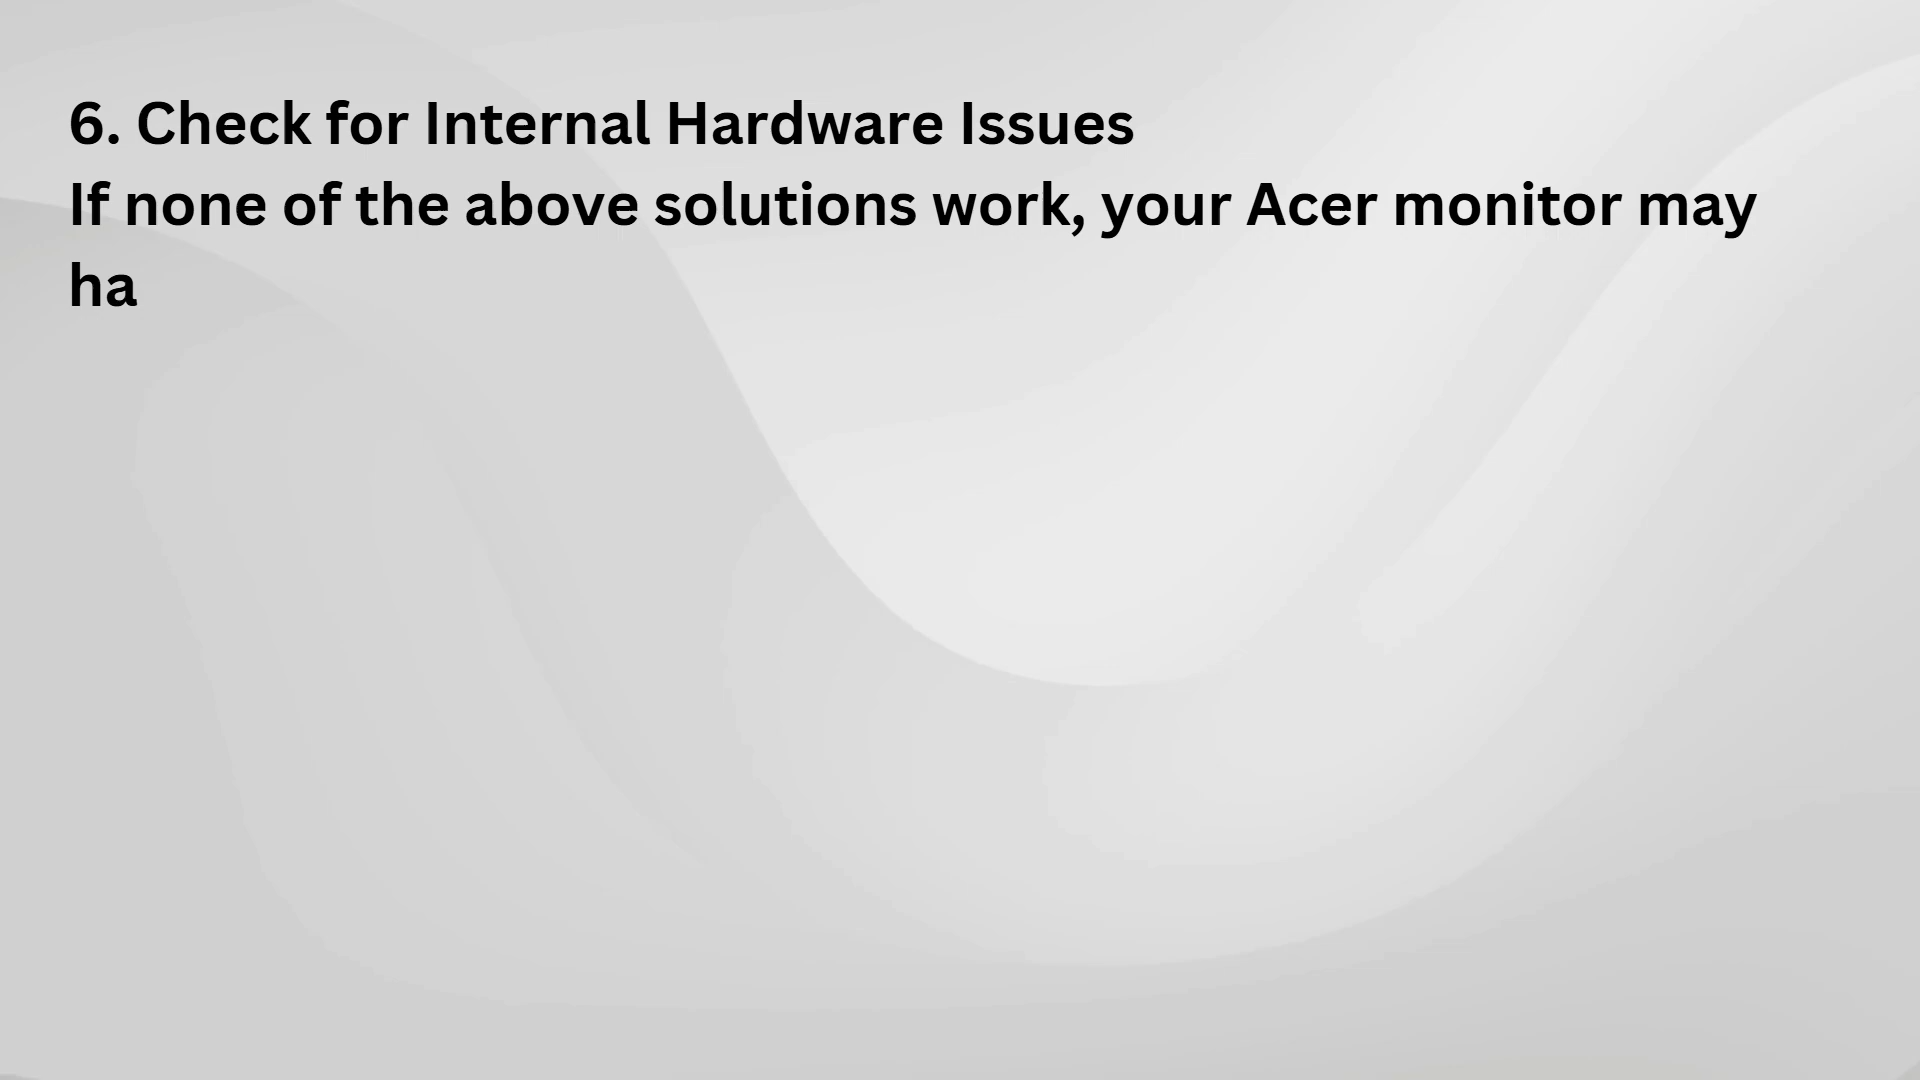 6. Check for Internal Hardware Issues
If none of the above solutions work, your Acer monitor may
ha